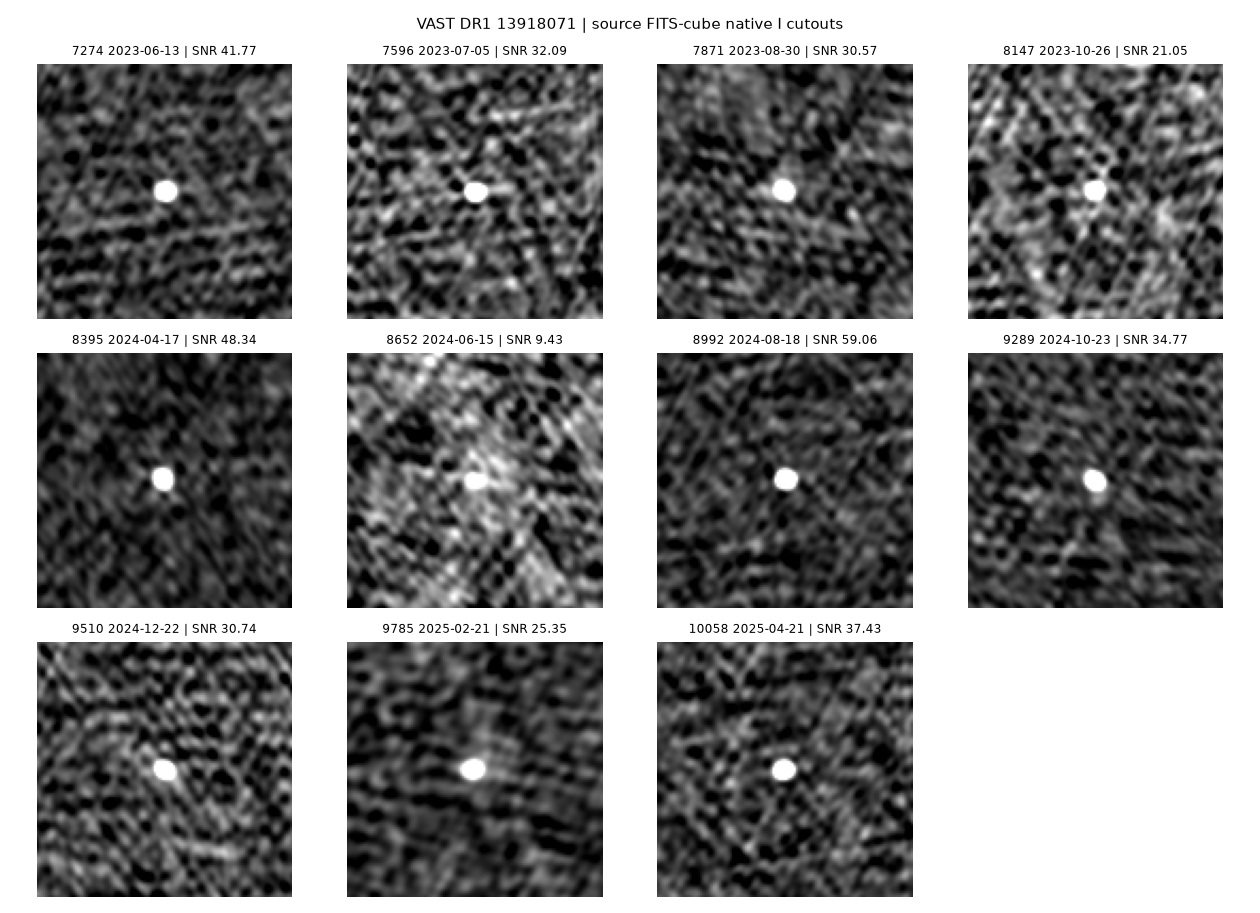 VAST DR1 13918071 | source FITS-cube native I cutouts
7274 2023-06-13 | SNR 41.77
7596 2023-07-05 | SNR 32.09
7871 2023-08-30 | SNR 30.57
8147 2023-10-26 | SNR 21.05
8395 2024-04-17 | SNR 48.34
8652 2024-06-15 | SNR 9.43
8992 2024-08-18 | SNR 59.06
9289 2024-10-23 | SNR 34.77
9510 2024-12-22 | SNR 30.74
9785 2025-02-21 | SNR 25.35
10058 2025-04-21 | SNR 37.43